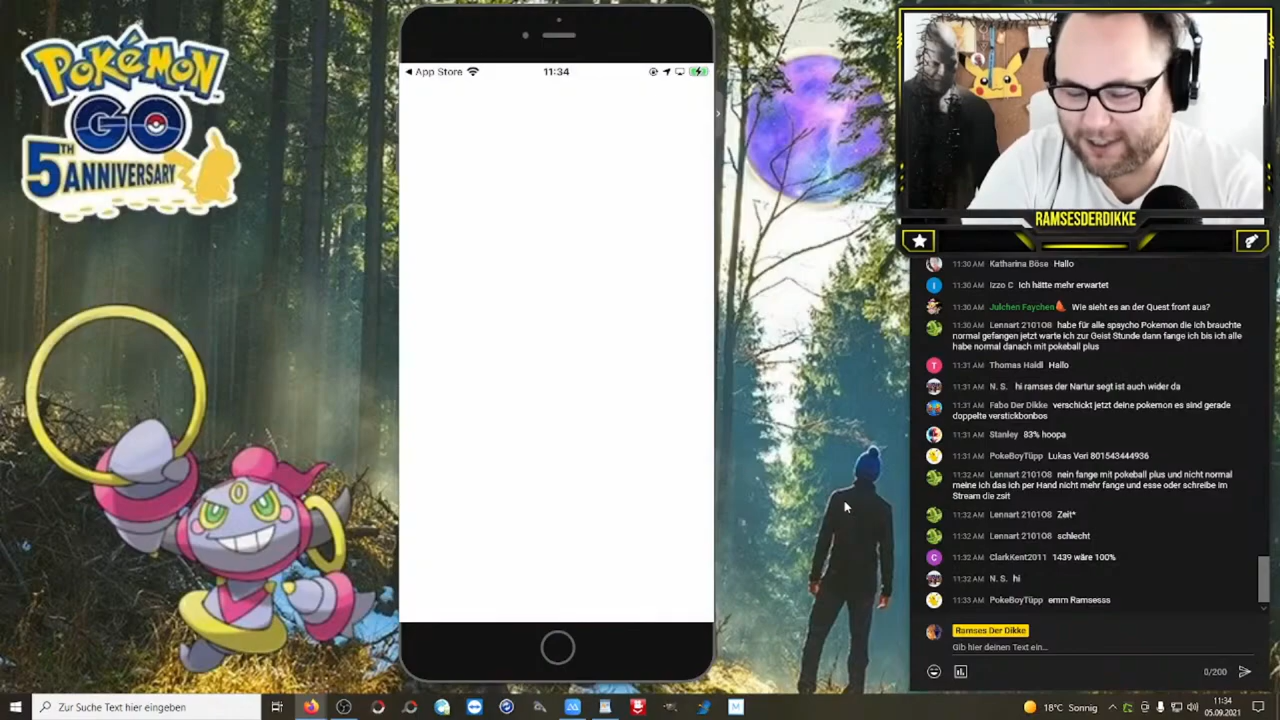 POKÉMON
GO
5TH
ANNIVERSARY
App Store
11:34
RAMSESDERDIKKE
Katharina Böse Hallo
11:30 AM
11:30 AM Izzo C Ich hätte mehr erwartet
11:30 AM Julchen Faychen Wie sieht es an der Quest front aus?
11:30 AM Lennart 210108 habe für alle spsycho Pokemon die ich brauchte
normal gefangen jetzt warte ich zur Geist Stunde dann fange ich bis ich alle
habe normal danach mit pokeball plus
11:31 AM Thomas Haidl Hallo
11:31 AM N. S. hi ramses der Nartur segt ist auch wider da
11:31 AM Fabo Der Dikke verschickt jetzt deine pokemon es sind gerade
doppelte verstickbonbos
11:31 AM Stanley 83% hoopa
11:31 AM PokeBoyTüpp Lukas Veri 801543444936
11:32 AM Lennart 210108 nein fange mit pokeball plus und nicht normal
meine ich das ich per Hand nicht mehr fange und esse oder schreibe im
Stream die zsit
11:32 AM Lennart 210108 Zeit*
11:32 AM Lennart 210108 schlecht
11:32 AM ClarkKent2011 1439 wäre 100%
11:32 AM N. S. hi
11:33 AM PokeBoyTüpp emm Ramsesss
Ramses Der Dikke
Gib hier deinen Text ein...
0/200
Zur Suche Text hier eingeben
18°C Sonnig
11:34
05.09.2021